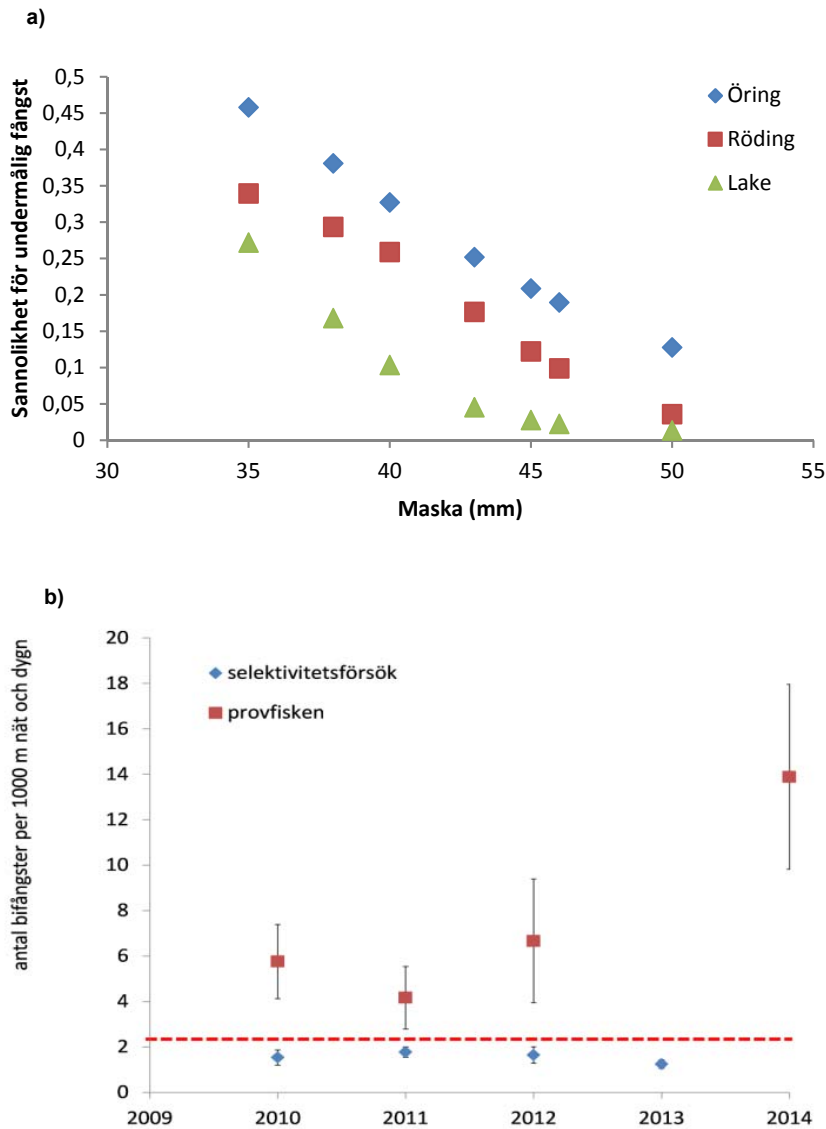 a)
Sannolikhet för undermålig fångst
0,5
0,45
0,4
0,35
0,3
0,25
0,2
0,15
0,1
0,05
0
Öring
Röding
Lake
30 35 40 45 50 55
Maska (mm)
b)
antal bifångster per 1000 m nät och dygn
20
18
16
14
12
10
8
6
4
2
0
selektivitetsförsök
provfisken
2009 2010 2011 2012 2013 2014